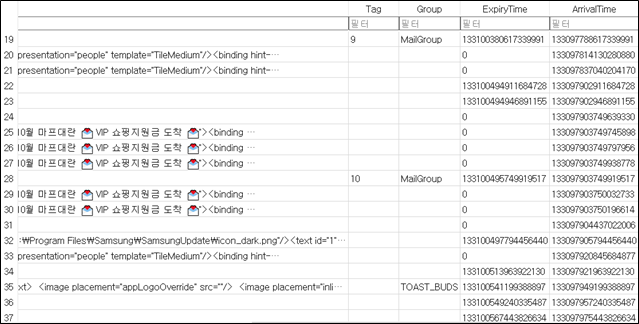 Tag Group ExpiryTime ArrivalTime
필터 필터 필터 필터
19 9 MailGroup 133100380617339991 133097788617339991
20 presentation="people" template="TileMedium"/><binding hint-… 0 133097814130280880
21 presentation="people" template="TileMedium"/><binding hint-… 0 133097837040204170
22 133100494911684728 133097902911684728
23 133100494946891155 133097902946891155
24 0 133097903749639330
25 10월 마프대란 📩 VIP 쇼핑지원금 도착 📩"><binding … 0 133097903749745898
26 10월 마프대란 📩 VIP 쇼핑지원금 도착 📩"><binding … 0 133097903749797956
27 10월 마프대란 📩 VIP 쇼핑지원금 도착 📩"><binding … 0 133097903749938778
28 10 MailGroup 133100495749919517 133097903749919517
29 10월 마프대란 📩 VIP 쇼핑지원금 도착 📩"><binding … 0 133097903750032733
30 10월 마프대란 📩 VIP 쇼핑지원금 도착 📩"><binding … 0 133097903750196614
31 0 133097904437022006
32 :₩Program Files₩Samsung₩SamsungUpdate₩icon_dark.png"/><text id="1"… 133100497794456440 133097905794456440
33 presentation="people" template="TileMedium"/><binding hint-… 0 133097920845684877
34 133100513963922130 133097921963922130
35 ext> <image placement="appLogoOverride" src=""/> <image placement="inli… TOAST_BUDS 133100541199388897 133097949199388897
36 133100549240335487 133097957240335487
37 133100567443826634 133097975443826634